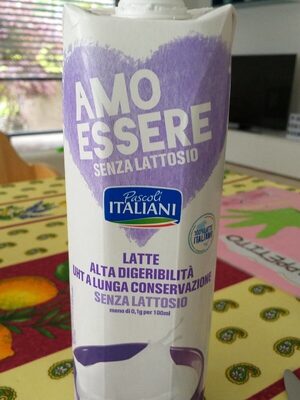 AMO
ESSERE
SENZA LATTOSIO
Pascoli
ITALIANI
LATTE
ALTA DIGERIBILITÀ
UHT A LUNGA CONSERVAZIONE
SENZA LATTOSIO
meno di 0,1g per 100ml